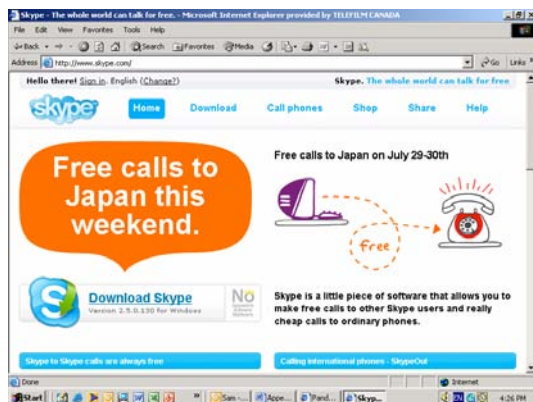 Skype - The whole world can talk for free. - Microsoft Internet Explorer provided by TELEFILM CANADA
File Edit View Favorites Tools Help
Back Search Favorites Media
Address http://www.skype.com/ Go Links
Hello there! Sign in. English (Change?) Skype. The whole world can talk for free
skype Home Download Call phones Shop Share Help
Free calls to
Japan this
weekend.
Free calls to Japan on July 29-30th
free
Download Skype
Version 2.5.0.130 for Windows
No
Skype is a little piece of software that allows you to
make free calls to other Skype users and really
cheap calls to ordinary phones.
Skype to Skype calls are always free
Calling international phones - SkypeOut
Done Internet
Start Sam -... Appe... Pand... Skyp... EN 4:26 PM